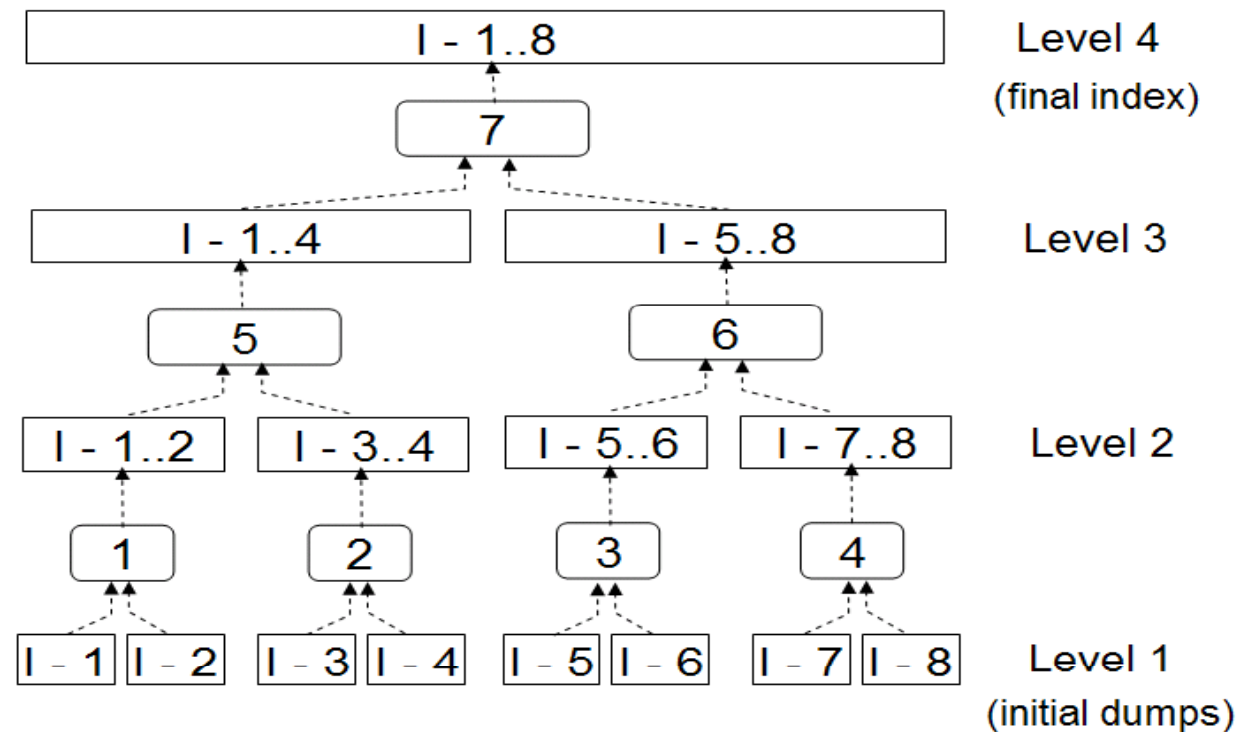 I - 1..8 Level 4
(final index)
7
I - 1..4 I - 5..8 Level 3
5 6
I - 1..2 I - 3..4 I - 5..6 I - 7..8 Level 2
1 2 3 4
I - 1 I - 2 I - 3 I - 4 I - 5 I - 6 I - 7 I - 8 Level 1
(initial dumps)